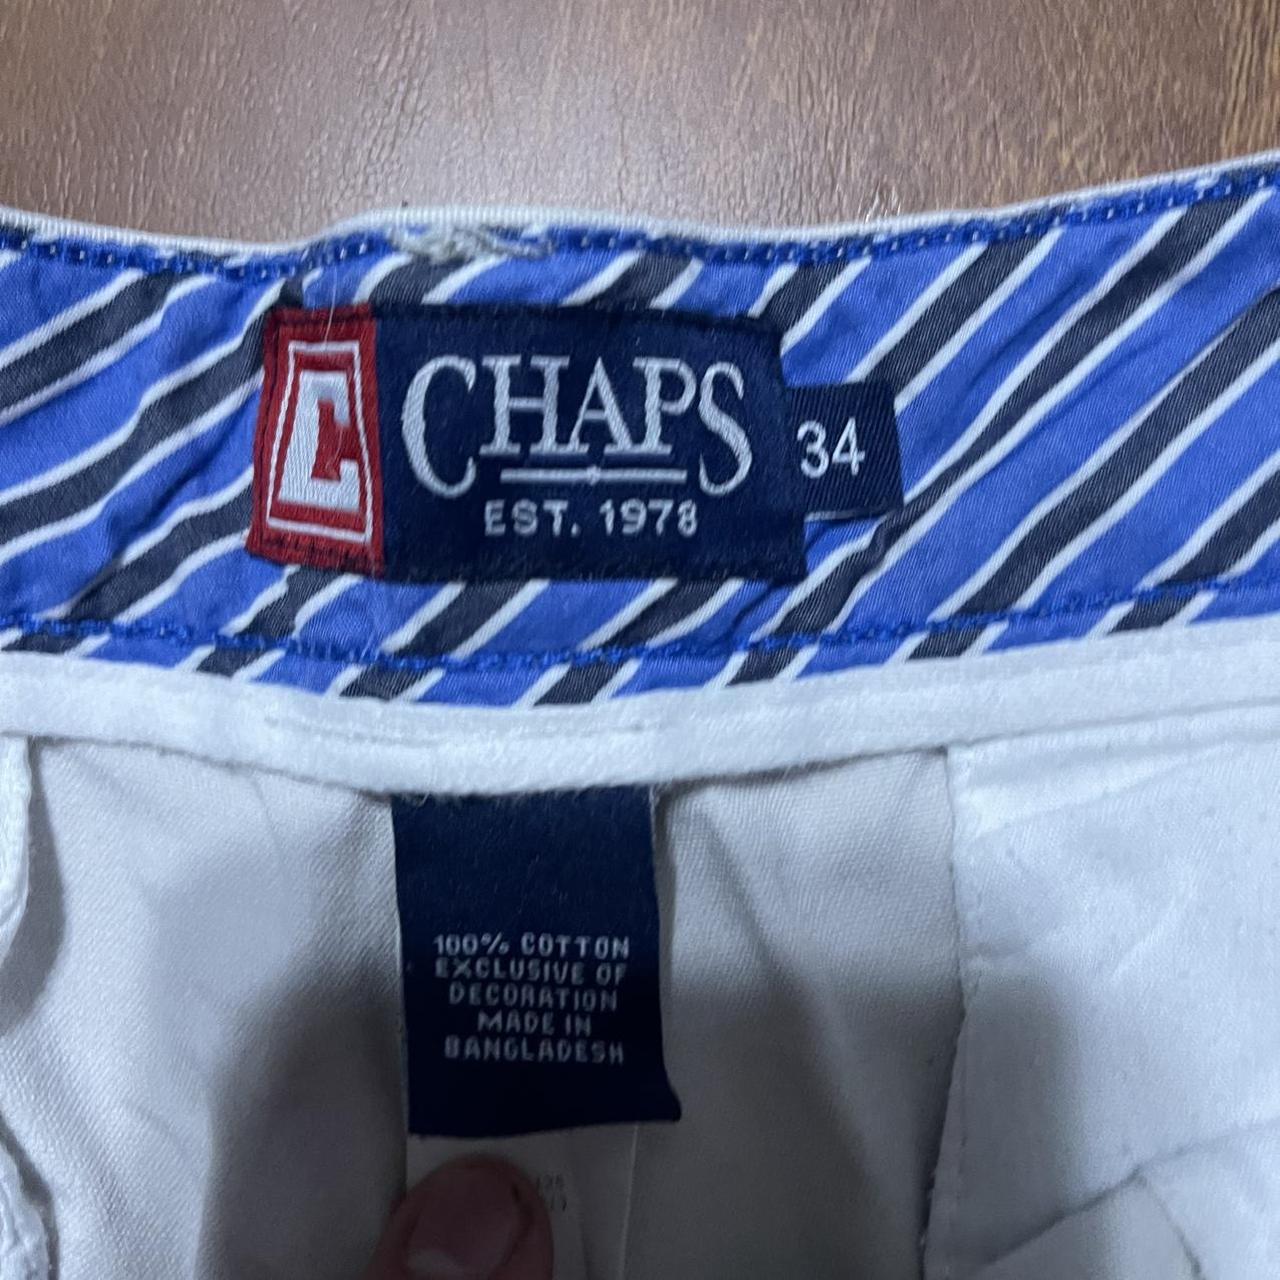 C CHAPS
EST. 1978
34
100% COTTON
EXCLUSIVE OF
DECORATION
MADE IN
BANGLADESH